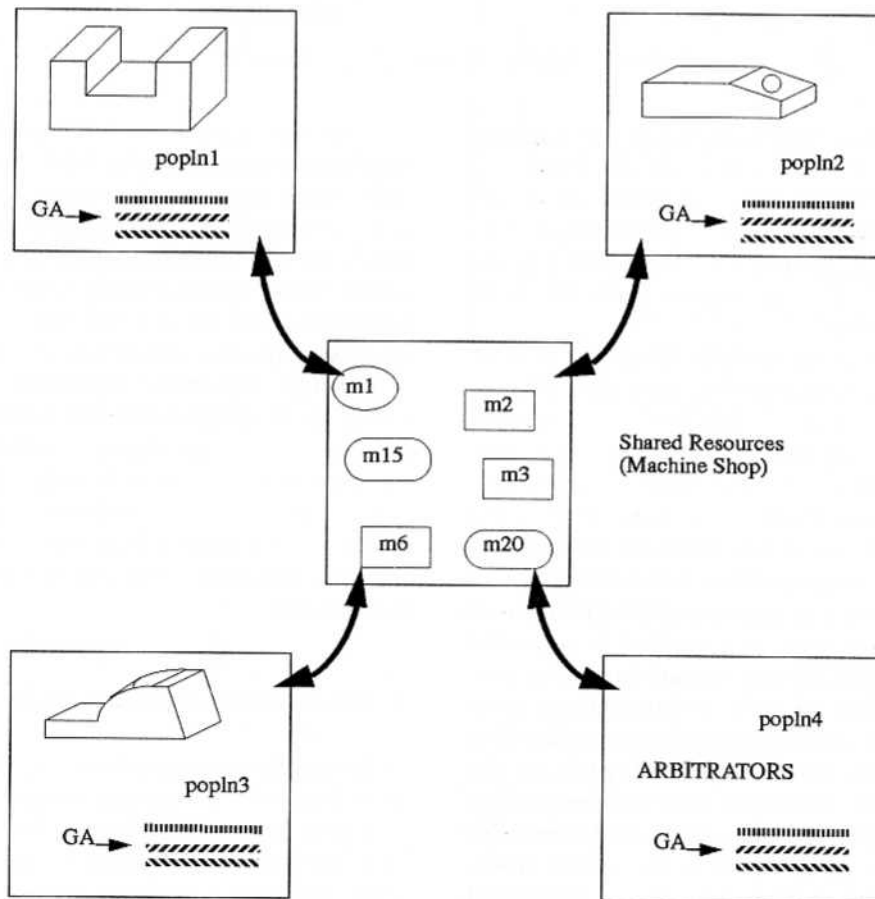 popln1
GA
popln2
GA
m1
m2
m15
m3
m6
m20
Shared Resources
(Machine Shop)
popln3
GA
popln4
ARBITRATORS
GA